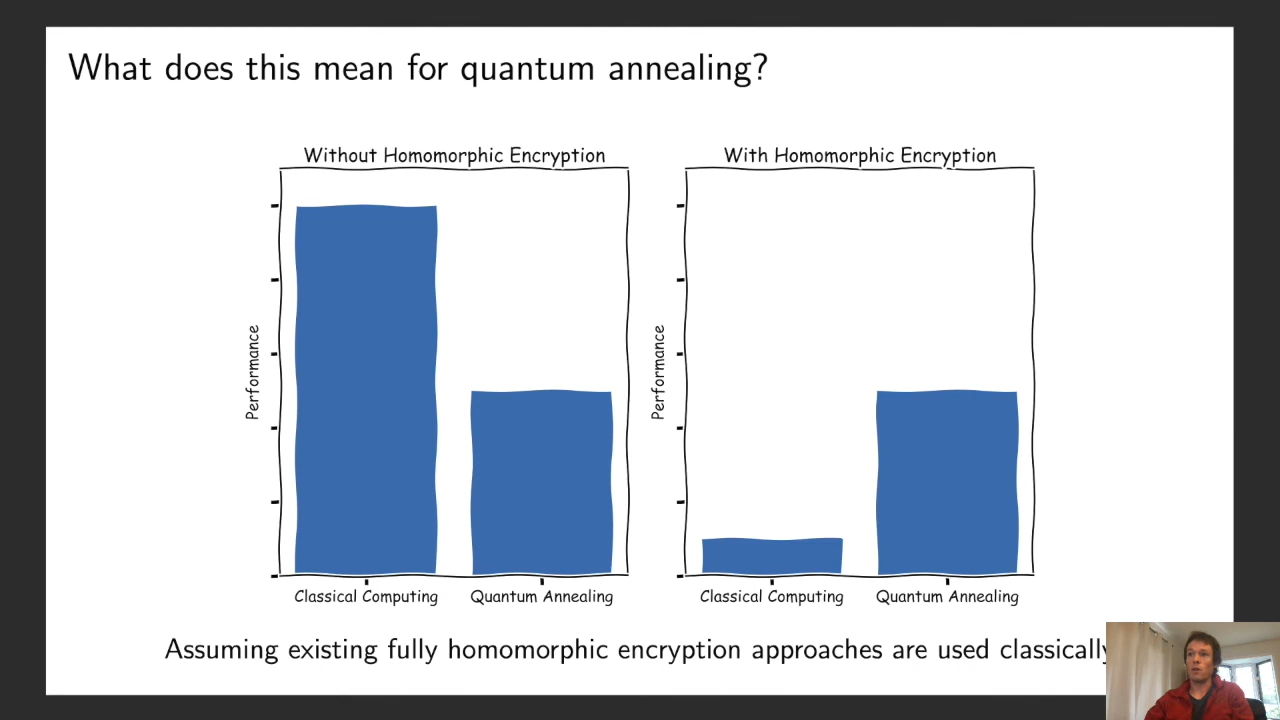 What does this mean for quantum annealing?
Without Homomorphic Encryption
With Homomorphic Encryption
Performance
Performance
Classical Computing
Quantum Annealing
Classical Computing
Quantum Annealing
Assuming existing fully homomorphic encryption approaches are used classically